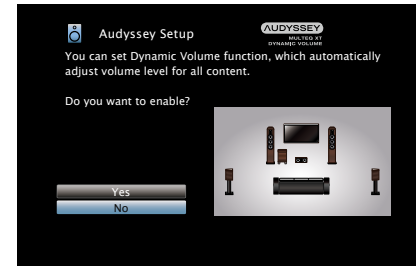 Audyssey Setup
AUDYSSEY
MULTEQ XT
DYNAMIC VOLUME
You can set Dynamic Volume function, which automatically
adjust volume level for all content.
Do you want to enable?
Yes
No